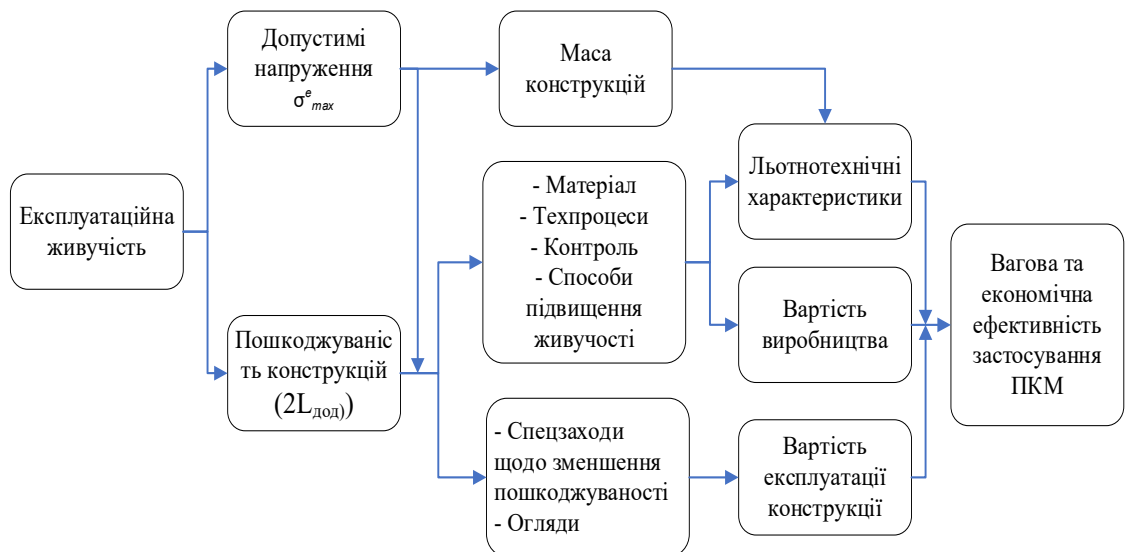 Експлуатаційна
живучість
Допустимі
напруження
σᵉₘₐₓ
Пошкоджуваніс
ть конструкцій
(2Lдод))
Маса
конструкцій
- Матеріал
- Техпроцеси
- Контроль
- Способи
підвищення
живучості
- Спецзаходи
щодо зменшення
пошкоджуваності
- Огляди
Льотнотехнічні
характеристики
Вартість
виробництва
Вартість
експлуатації
конструкції
Вагова та
економічна
ефективність
застосування
ПКМ